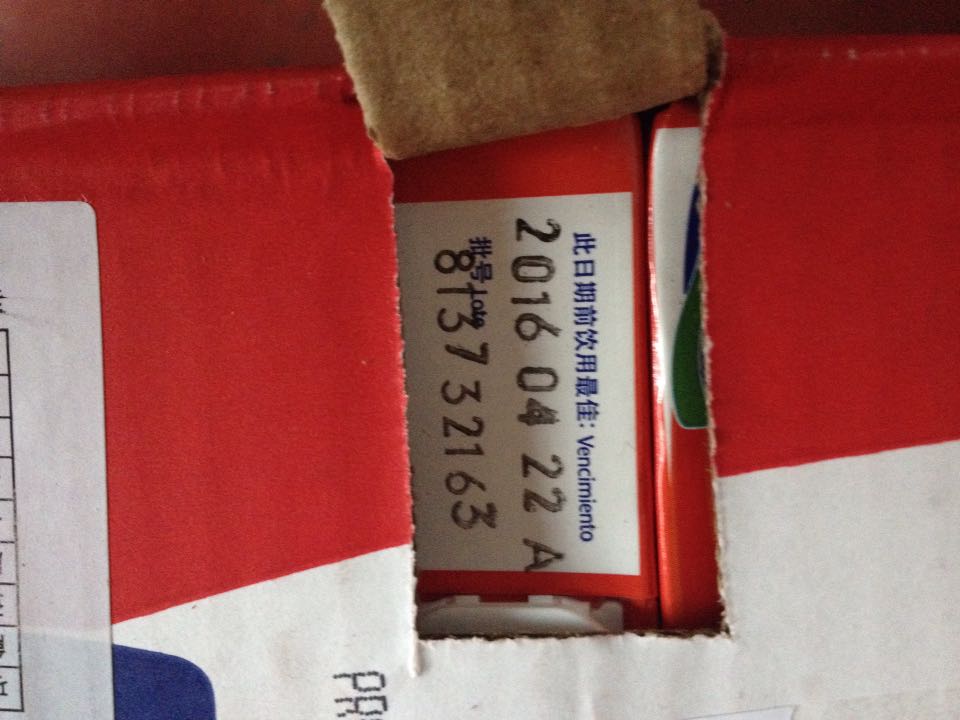 此日期前饮用最佳: Vencimiento
2016 04 22 A
批号 Lote
8137 32163